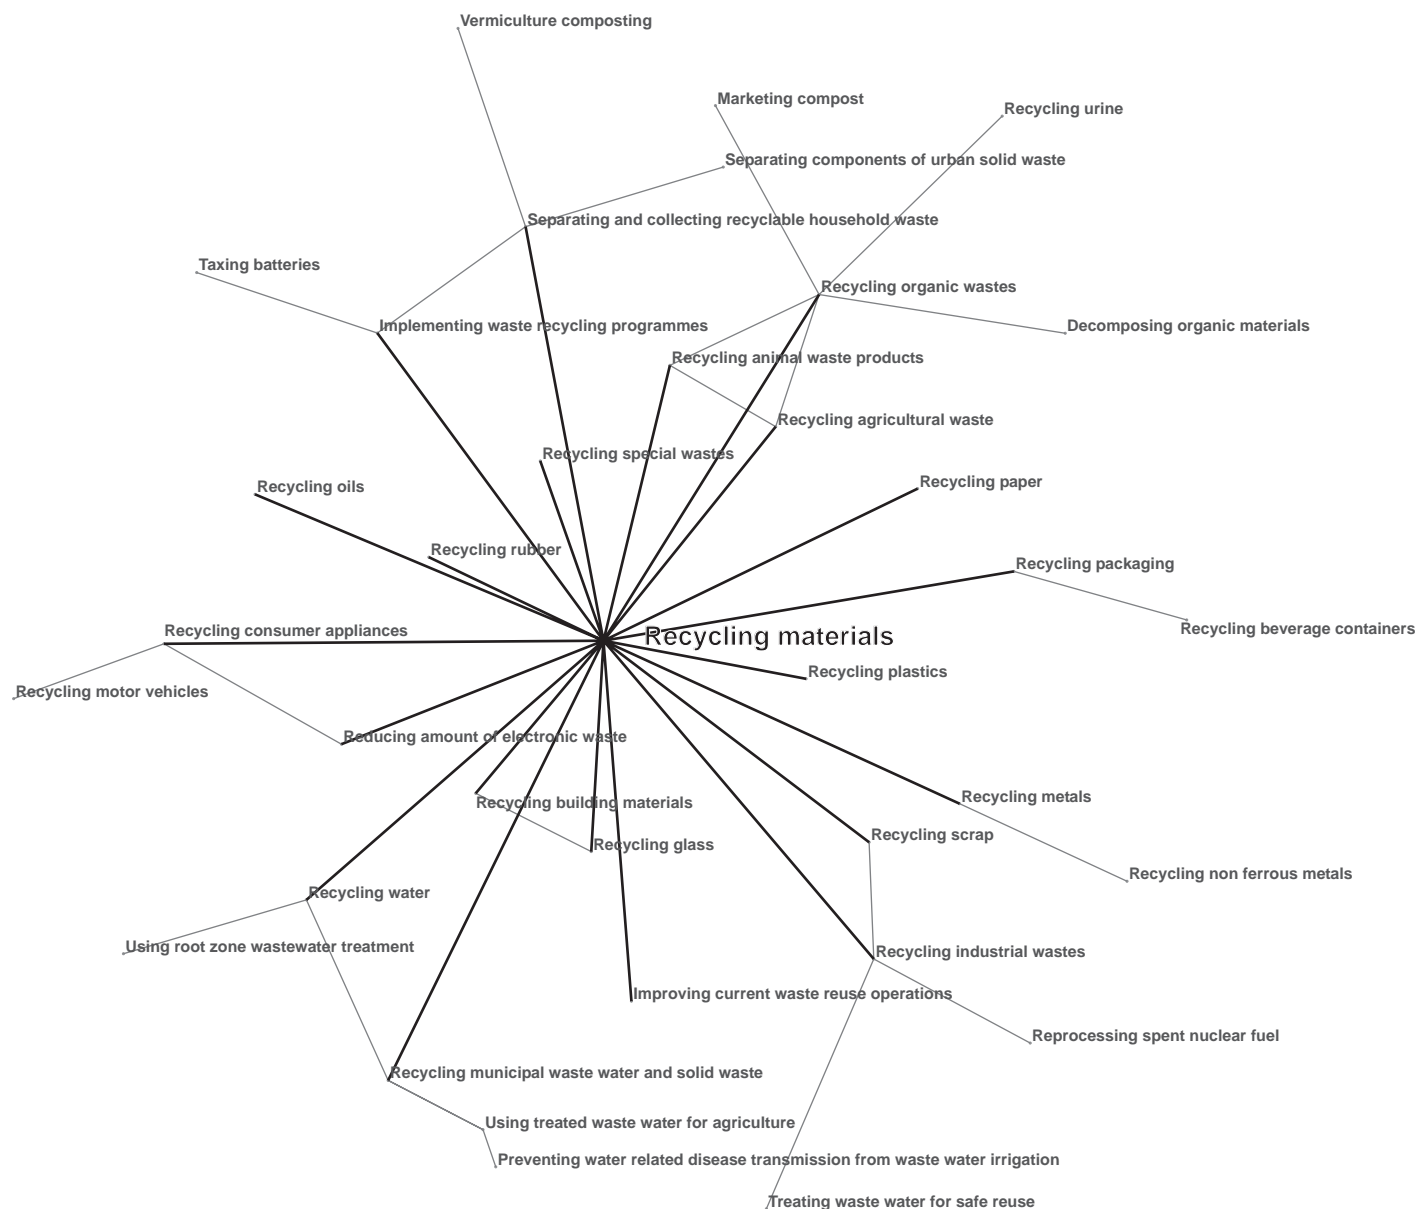 Vermiculture composting
Marketing compost
Recycling urine
Separating components of urban solid waste
Separating and collecting recyclable household waste
Taxing batteries
Recycling organic wastes
Implementing waste recycling programmes
Decomposing organic materials
Recycling animal waste products
Recycling agricultural waste
Recycling special wastes
Recycling oils
Recycling paper
Recycling rubber
Recycling packaging
Recycling consumer appliances
Recycling materials
Recycling beverage containers
Recycling plastics
Recycling motor vehicles
Reducing amount of electronic waste
Recycling building materials
Recycling metals
Recycling scrap
Recycling glass
Recycling non ferrous metals
Recycling water
Using root zone wastewater treatment
Recycling industrial wastes
Improving current waste reuse operations
Reprocessing spent nuclear fuel
Recycling municipal waste water and solid waste
Using treated waste water for agriculture
Preventing water related disease transmission from waste water irrigation
Treating waste water for safe reuse